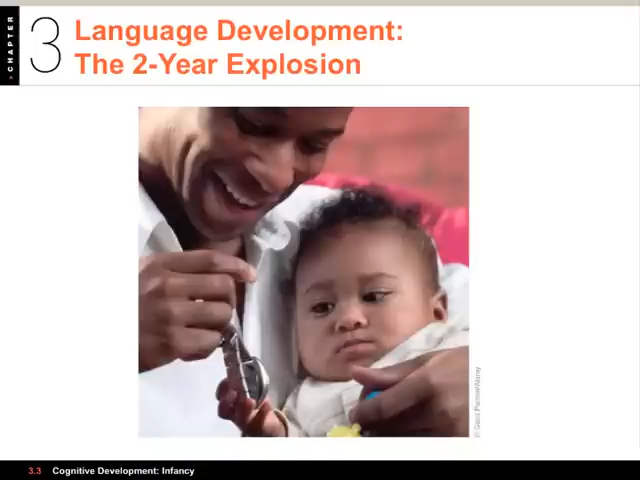 CHAPTER
3
Language Development:
The 2-Year Explosion
3.3 Cognitive Development: Infancy